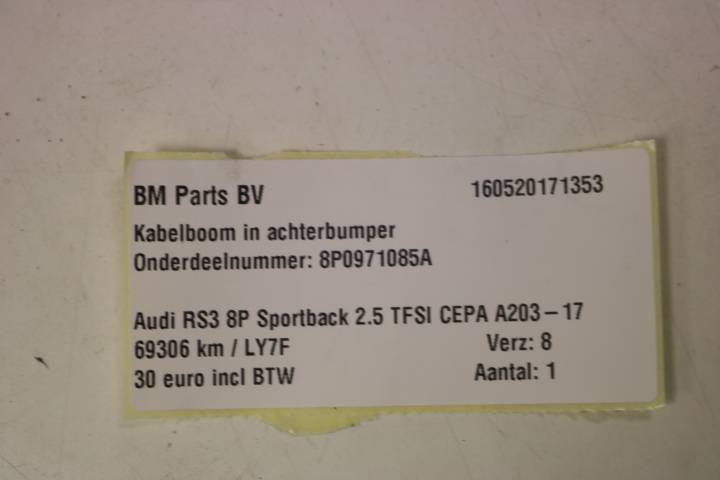 BM Parts BV 160520171353
Kabelboom in achterbumper
Onderdeelnummer: 8P0971085A
Audi RS3 8P Sportback 2.5 TFSI CEPA A203-17
69306 km / LY7F Verz: 8
30 euro incl BTW Aantal: 1